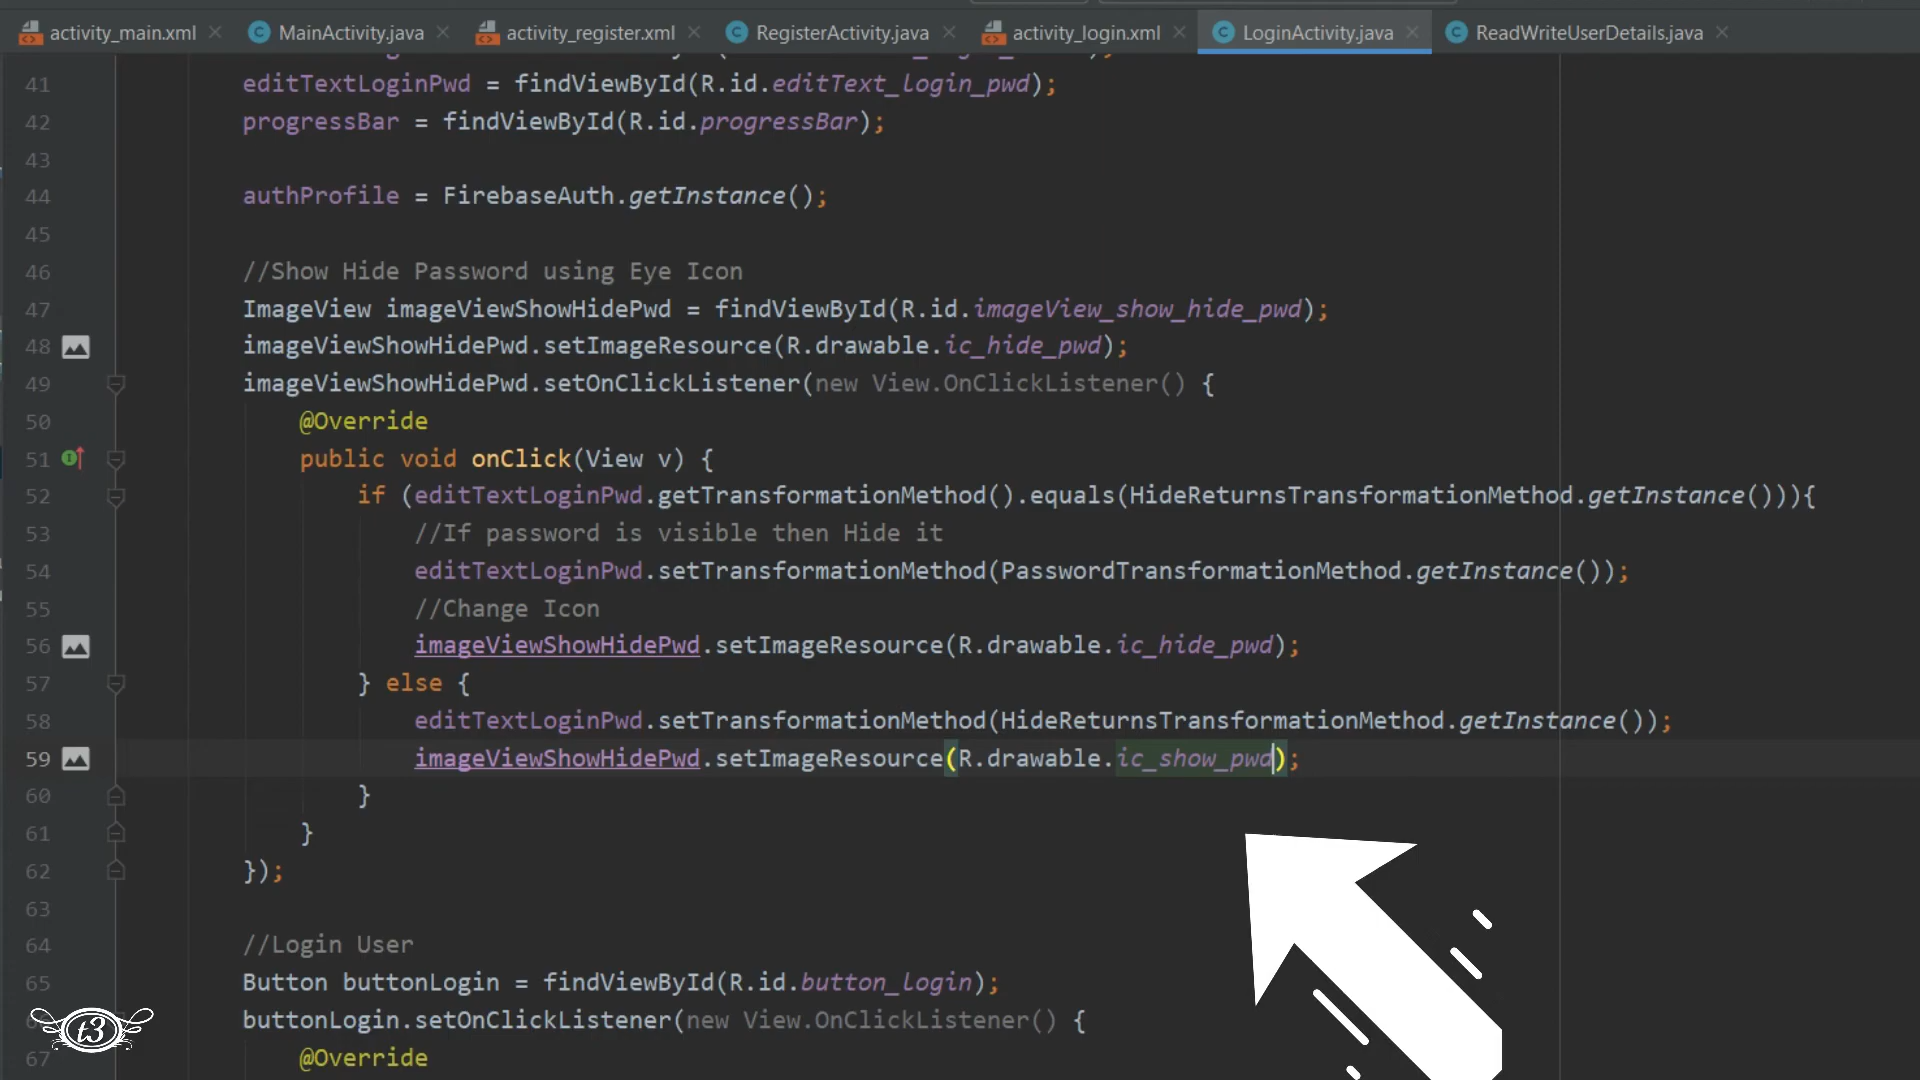 activity_main.xml MainActivity.java activity_register.xml RegisterActivity.java activity_login.xml LoginActivity.java ReadWriteUserDetails.java
41 editTextLoginPwd = findViewById(R.id.editText_login_pwd);
42 progressBar = findViewById(R.id.progressBar);
43
44 authProfile = FirebaseAuth.getInstance();
45
46 //Show Hide Password using Eye Icon
47 ImageView imageViewShowHidePwd = findViewById(R.id.imageView_show_hide_pwd);
48 imageViewShowHidePwd.setImageResource(R.drawable.ic_hide_pwd);
49 imageViewShowHidePwd.setOnClickListener(new View.OnClickListener() {
50 @Override
51 public void onClick(View v) {
52 if (editTextLoginPwd.getTransformationMethod().equals(HideReturnsTransformationMethod.getInstance())){
53 //If password is visible then Hide it
54 editTextLoginPwd.setTransformationMethod(PasswordTransformationMethod.getInstance());
55 //Change Icon
56 imageViewShowHidePwd.setImageResource(R.drawable.ic_hide_pwd);
57 } else {
58 editTextLoginPwd.setTransformationMethod(HideReturnsTransformationMethod.getInstance());
59 imageViewShowHidePwd.setImageResource(R.drawable.ic_show_pwd);
60 }
61 }
62 });
63
64 //Login User
65 Button buttonLogin = findViewById(R.id.button_login);
buttonLogin.setOnClickListener(new View.OnClickListener() {
67 @Override
t3